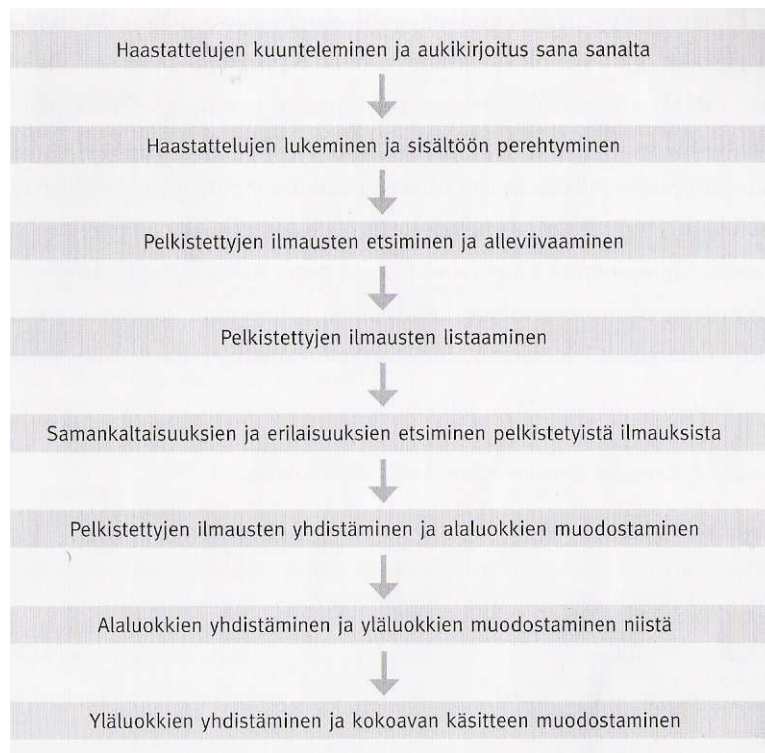 Haastattelujen kuunteleminen ja aukikirjoitus sana sanalta
Haastattelujen lukeminen ja sisältöön perehtyminen
Pelkistettyjen ilmausten etsiminen ja alleviivaaminen
Pelkistettyjen ilmausten listaaminen
Samankaltaisuuksien ja erilaisuuksien etsiminen pelkistetyistä ilmauksista
Pelkistettyjen ilmausten yhdistäminen ja alaluokkien muodostaminen
Alaluokkien yhdistäminen ja yläluokkien muodostaminen niistä
Yläluokkien yhdistäminen ja kokoavan käsitteen muodostaminen